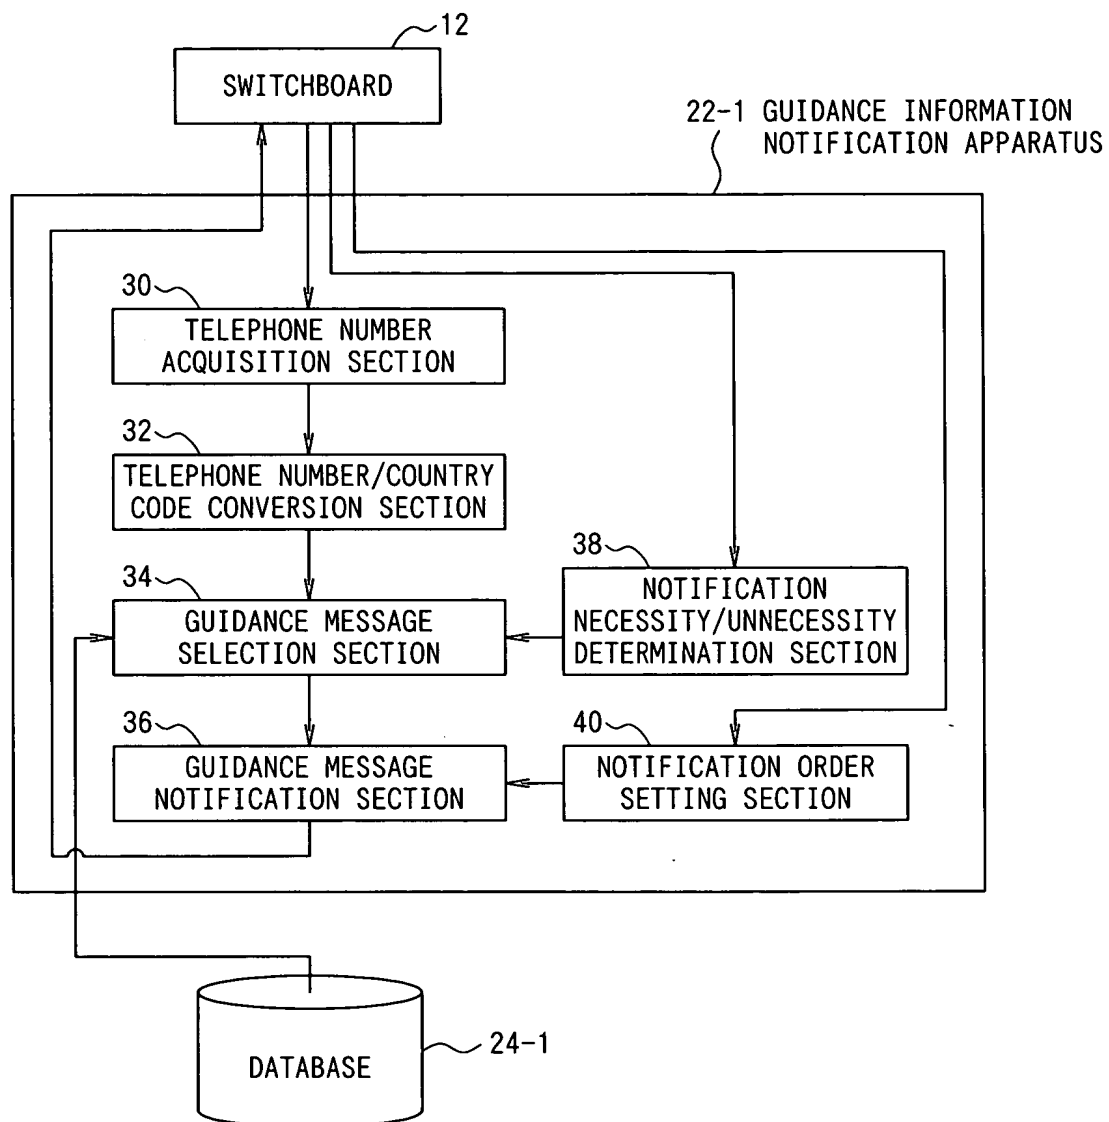 12
SWITCHBOARD
22-1 GUIDANCE INFORMATION
NOTIFICATION APPARATUS
30
TELEPHONE NUMBER
ACQUISITION SECTION
32
TELEPHONE NUMBER/COUNTRY
CODE CONVERSION SECTION
34
GUIDANCE MESSAGE
SELECTION SECTION
38
NOTIFICATION
NECESSITY/UNNECESSITY
DETERMINATION SECTION
36
GUIDANCE MESSAGE
NOTIFICATION SECTION
40
NOTIFICATION ORDER
SETTING SECTION
DATABASE
24-1